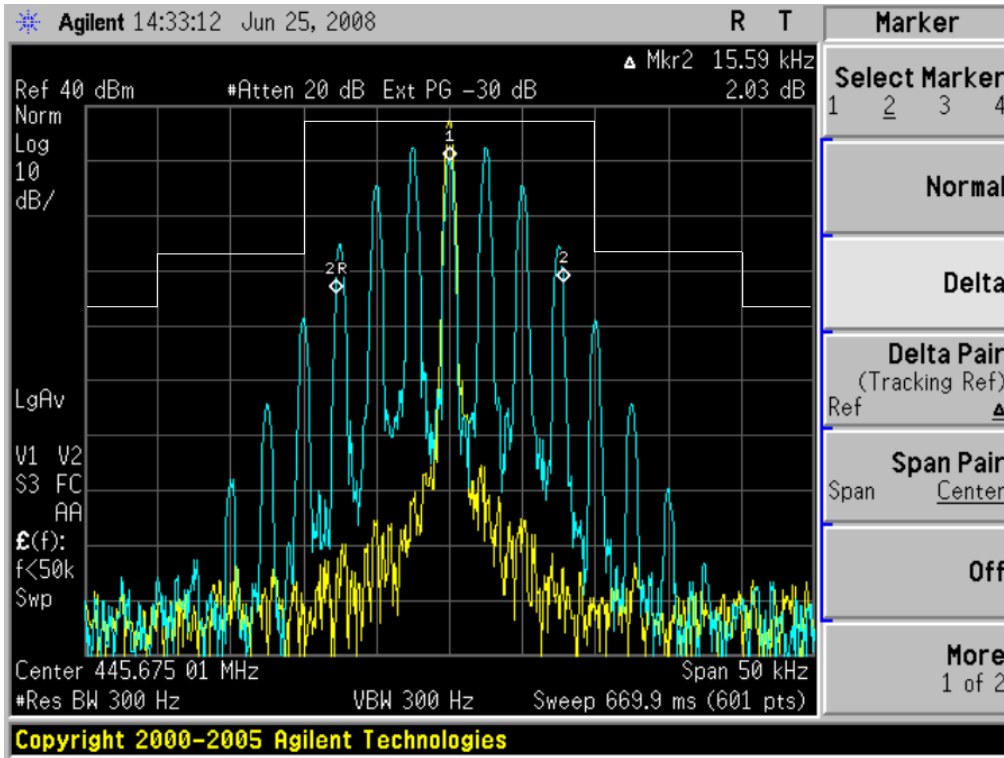 Agilent 14:33:12 Jun 25, 2008 R T
Δ Mkr2 15.59 kHz
Ref 40 dBm #Atten 20 dB Ext PG -30 dB 2.03 dB
Norm
Log
10
dB/
1
2R
2
LgAv
V1 V2
S3 FC
AA
£(f):
f<50k
Swp
Center 445.675 01 MHz Span 50 kHz
#Res BW 300 Hz VBW 300 Hz Sweep 669.9 ms (601 pts)
Copyright 2000-2005 Agilent Technologies
Marker
Select Marker
1 2 3 4
Normal
Delta
Delta Pair
(Tracking Ref)
Ref Δ
Span Pair
Span Center
Off
More
1 of 2